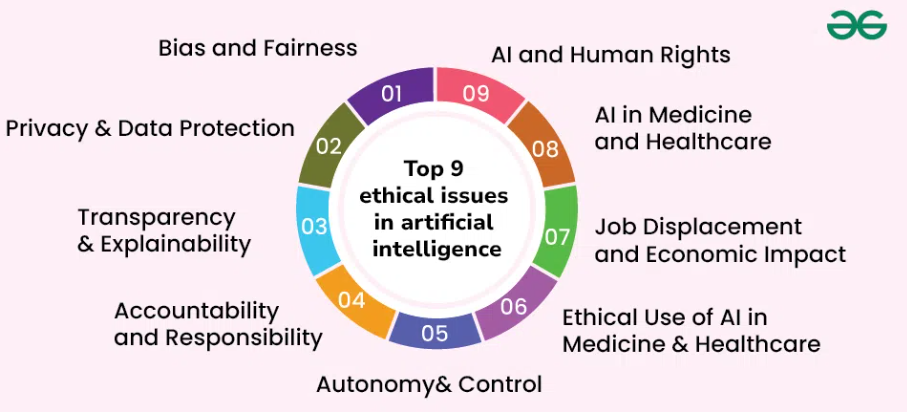 Bias and Fairness
AI and Human Rights
01
09
Privacy & Data Protection
02
08
AI in Medicine
and Healthcare
Top 9
ethical issues
in artificial
intelligence
Transparency
& Explainability
03
07
Job Displacement
and Economic Impact
Accountability
and Responsibility
04
06
Ethical Use of AI in
Medicine & Healthcare
05
Autonomy& Control